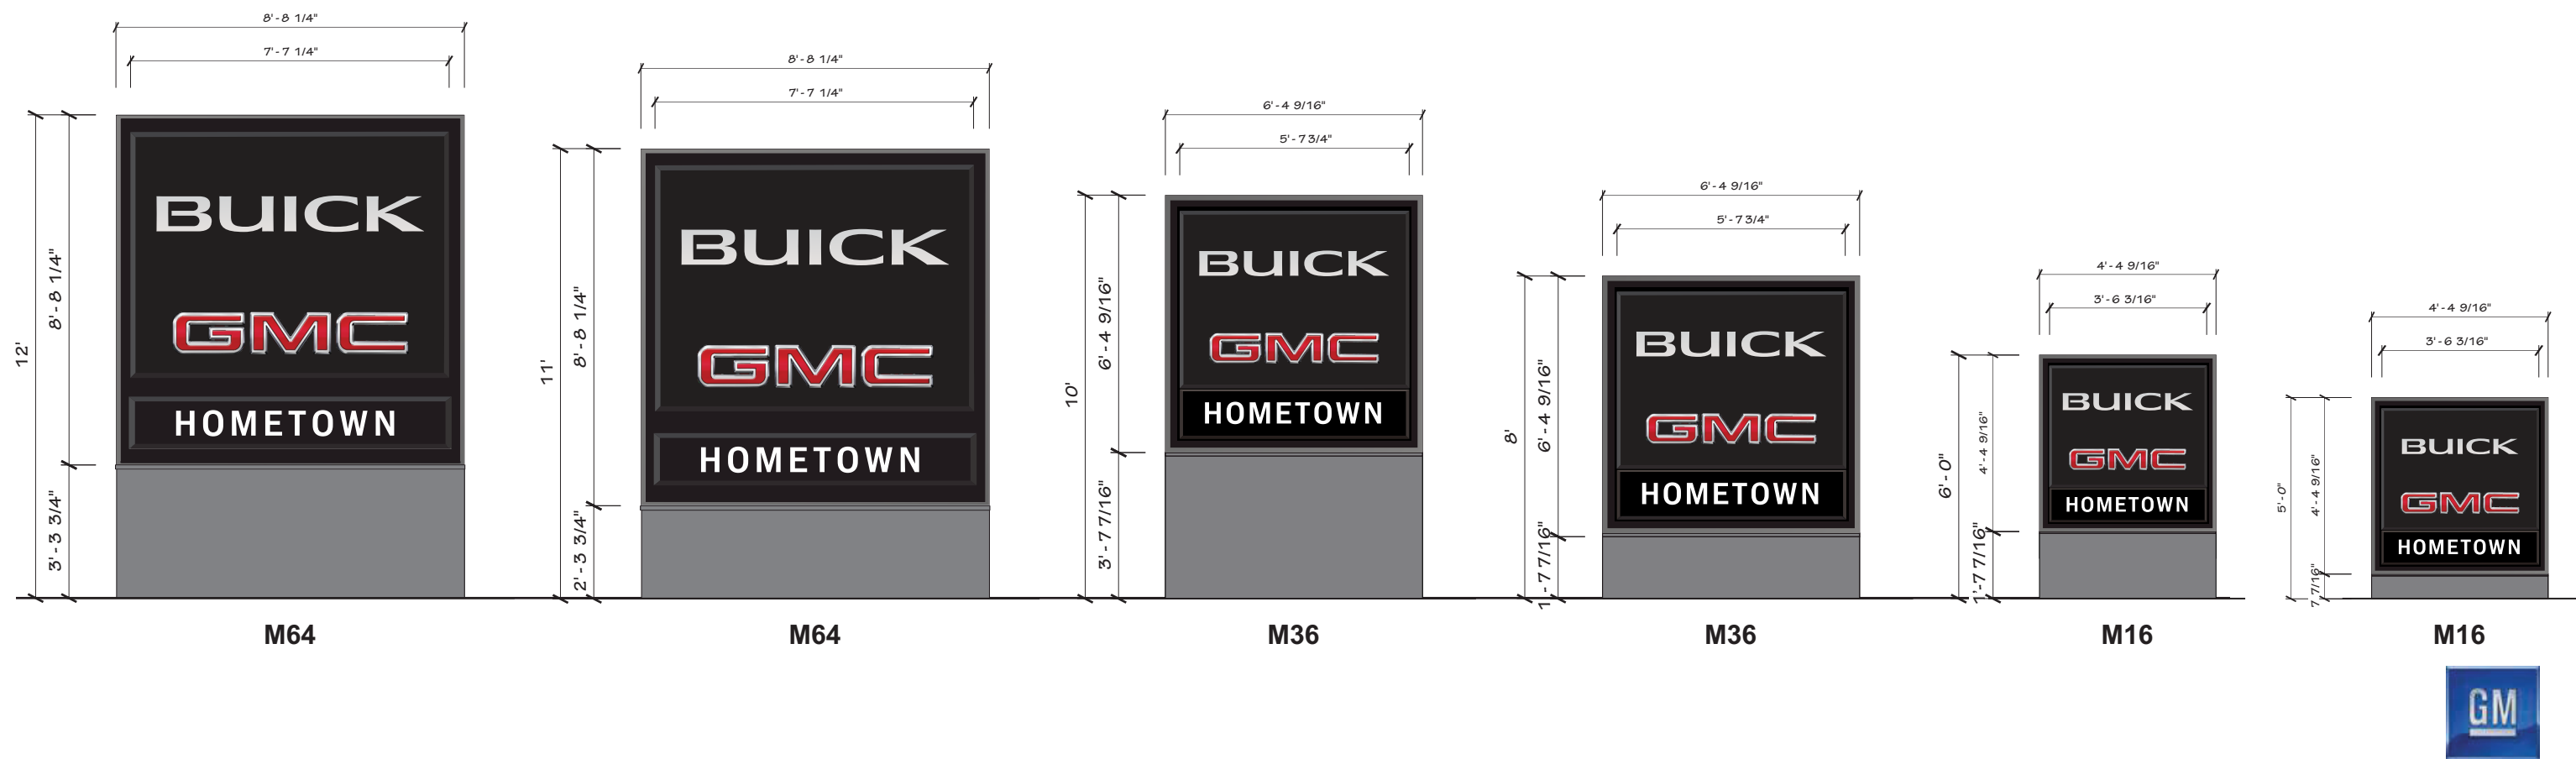 8'-8 1/4"
7'-7 1/4"
12'
8'-8 1/4"
3'-3 3/4"
BUICK
GMC
HOMETOWN
M64
8'-8 1/4"
7'-7 1/4"
11'
8'-8 1/4"
2'-3 3/4"
BUICK
GMC
HOMETOWN
M64
6'-4 9/16"
5'-7 3/4"
10'
6'-4 9/16"
3'-7 7/16"
BUICK
GMC
HOMETOWN
M36
6'-4 9/16"
5'-7 3/4"
8'
6'-4 9/16"
1'-7 7/16"
BUICK
GMC
HOMETOWN
M36
4'-4 9/16"
3'-6 3/16"
6'-0"
4'-4 9/16"
1'-7 7/16"
BUICK
GMC
HOMETOWN
M16
4'-4 9/16"
3'-6 3/16"
5'-0"
4'-4 9/16"
7 7/16"
BUICK
GMC
HOMETOWN
M16
GM